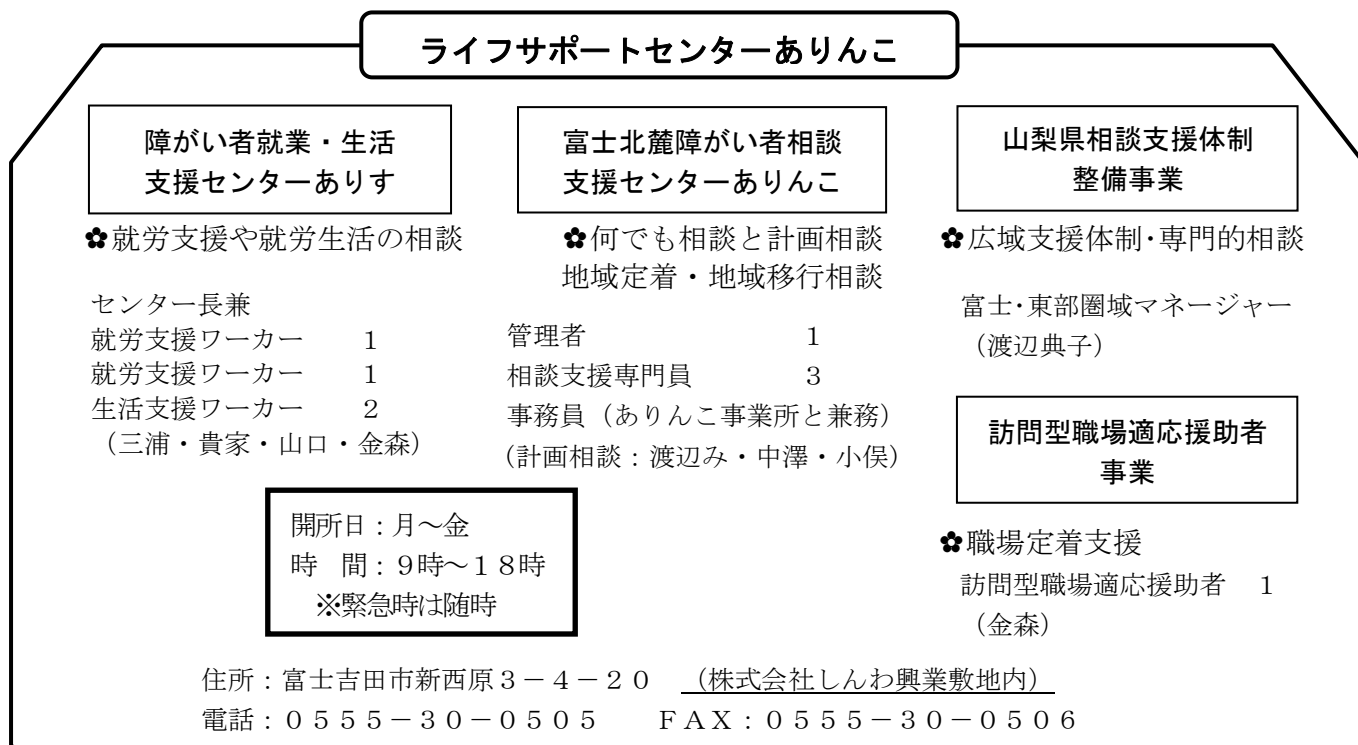 ライフサポートセンターありんこ
障がい者就業・生活
支援センターありす
✿就労支援や就労生活の相談
センター長兼
就労支援ワーカー　　１
就労支援ワーカー　　１
生活支援ワーカー　　２
（三浦・貴家・山口・金森）
富士北麓障がい者相談
支援センターありんこ
✿何でも相談と計画相談
地域定着・地域移行相談
管理者　　　　　　　１
相談支援専門員　　　３
事務員（ありんこ事業所と兼務）
(計画相談：渡辺み・中澤・小俣)
山梨県相談支援体制
整備事業
✿広域支援体制･専門的相談
富士･東部圏域マネージャー
（渡辺典子）
訪問型職場適応援助者
事業
✿職場定着支援
訪問型職場適応援助者　１
（金森）
開所日：月～金
時　間：９時～１８時
※緊急時は随時
住所：富士吉田市新西原３－４－２０　（株式会社しんわ興業敷地内）
電話：０５５５－３０－０５０５　　ＦＡＸ：０５５５－３０－０５０６